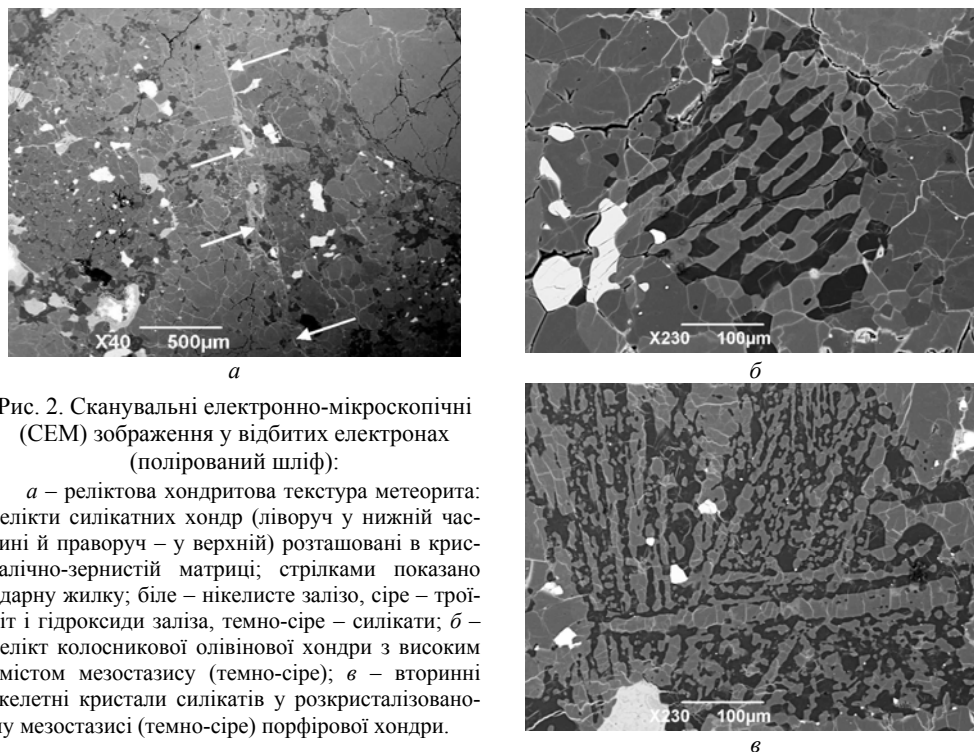 X40 500µm
а
X230 100µm
б
Рис. 2. Сканувальні електронно-мікроскопічні
(СЕМ) зображення у відбитих електронах
(полірований шліф):
а – реліктова хондритова текстура метеорита:
елікти силікатних хондр (ліворуч у нижній час-
ині й праворуч – у верхній) розташовані в крис-
алічно-зернистій матриці; стрілками показано
дарну жилку; біле – нікелисте залізо, сіре – трої-
іт і гідроксиди заліза, темно-сіре – силікати; б –
елікт колосникової олівінової хондри з високим
містом мезостазису (темно-сіре); в – вторинні
келетні кристали силікатів у розкристалізовано-
у мезостазисі (темно-сіре) порфірової хондри.
X230 100µm
в